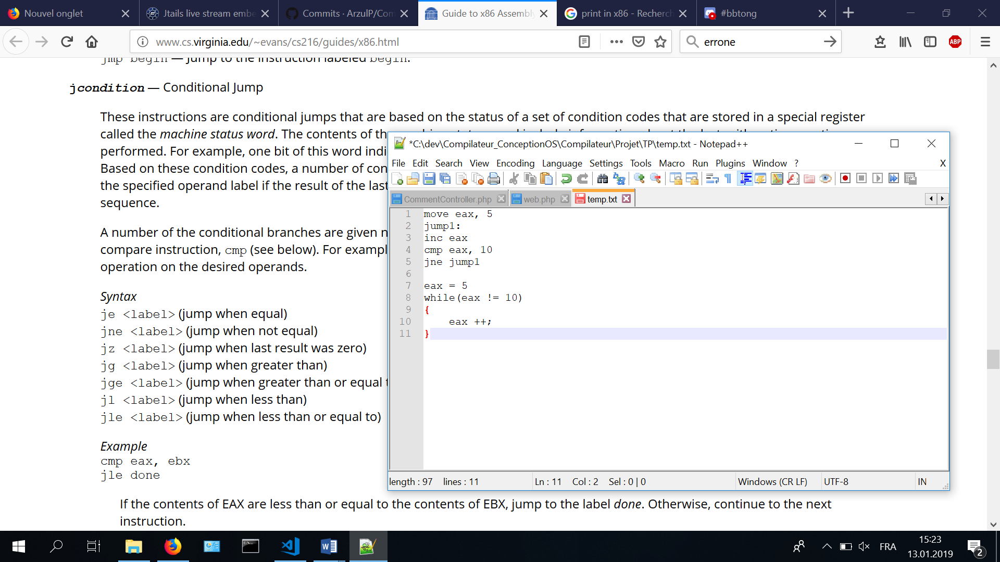 Nouvel onglet
Jtails live stream embe
Commits · ArzulP/Com
Guide to x86 Assembly
print in x86 - Recherch
#bbtong
www.cs.virginia.edu/~evans/cs216/guides/x86.html
errone
ABP
jmp begin — Jump to the instruction labeled begin.
jcondition — Conditional Jump
These instructions are conditional jumps that are based on the status of a set of condition codes that are stored in a special register
called the machine status word. The contents of the
performed. For example, one bit of this word indi
Based on these condition codes, a number of con
the specified operand label if the result of the last
sequence.
A number of the conditional branches are given n
compare instruction, cmp (see below). For exampl
operation on the desired operands.
Syntax
je <label> (jump when equal)
jne <label> (jump when not equal)
jz <label> (jump when last result was zero)
jg <label> (jump when greater than)
jge <label> (jump when greater than or equal t
jl <label> (jump when less than)
jle <label> (jump when less than or equal to)
Example
cmp eax, ebx
jle done
If the contents of EAX are less than or equal to the contents of EBX, jump to the label done. Otherwise, continue to the next
instruction.
*C:\dev\Compilateur_ConceptionOS\Compilateur\Projet\TP\temp.txt - Notepad++
File Edit Search View Encoding Language Settings Tools Macro Run Plugins Window ? X
CommentController.php
web.php
temp.txt
1 move eax, 5
2 jump1:
3 inc eax
4 cmp eax, 10
5 jne jump1
6
7 eax = 5
8 while(eax != 10)
9 {
10 eax ++;
11 }
length : 97 lines : 11 Ln : 11 Col : 2 Sel : 0 | 0 Windows (CR LF) UTF-8 IN
FRA
15:23
13.01.2019
2